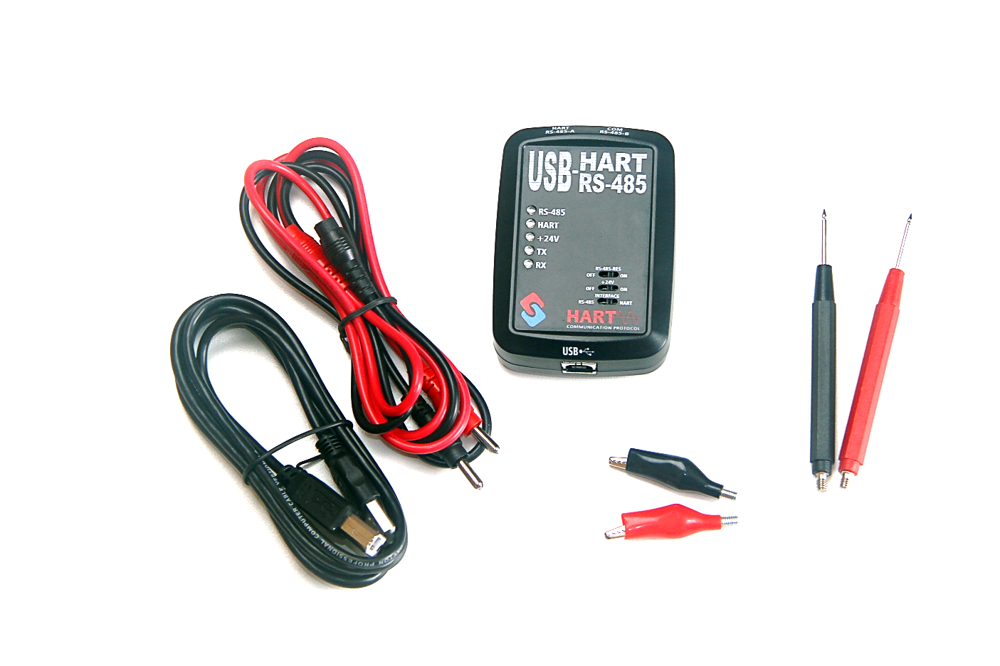 HART
RS-485-A
COM
RS-485-B
USB-HART
RS-485
RS-485
HART
+24V
TX
RX
RS-485-RES
OFF ON
+24V
OFF ON
INTERFACE
RS-485 HART
HART
COMMUNICATION PROTOCOL
USB
PROFESSIONAL COMPUTER CABLE VERSION